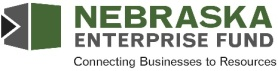 NEBRASKA
ENTERPRISE FUND
Connecting Businesses to Resources